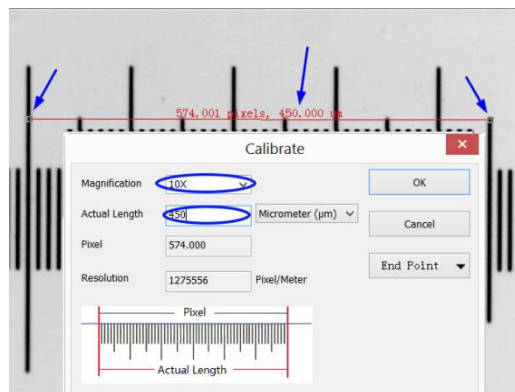 574.001 pixels, 450.000 um
Calibrate
Magnification 10X OK
Actual Length 450 Micrometer (μm) Cancel
Pixel 574.000
End Point
Resolution 1275556 Pixel/Meter
Pixel
Actual Length